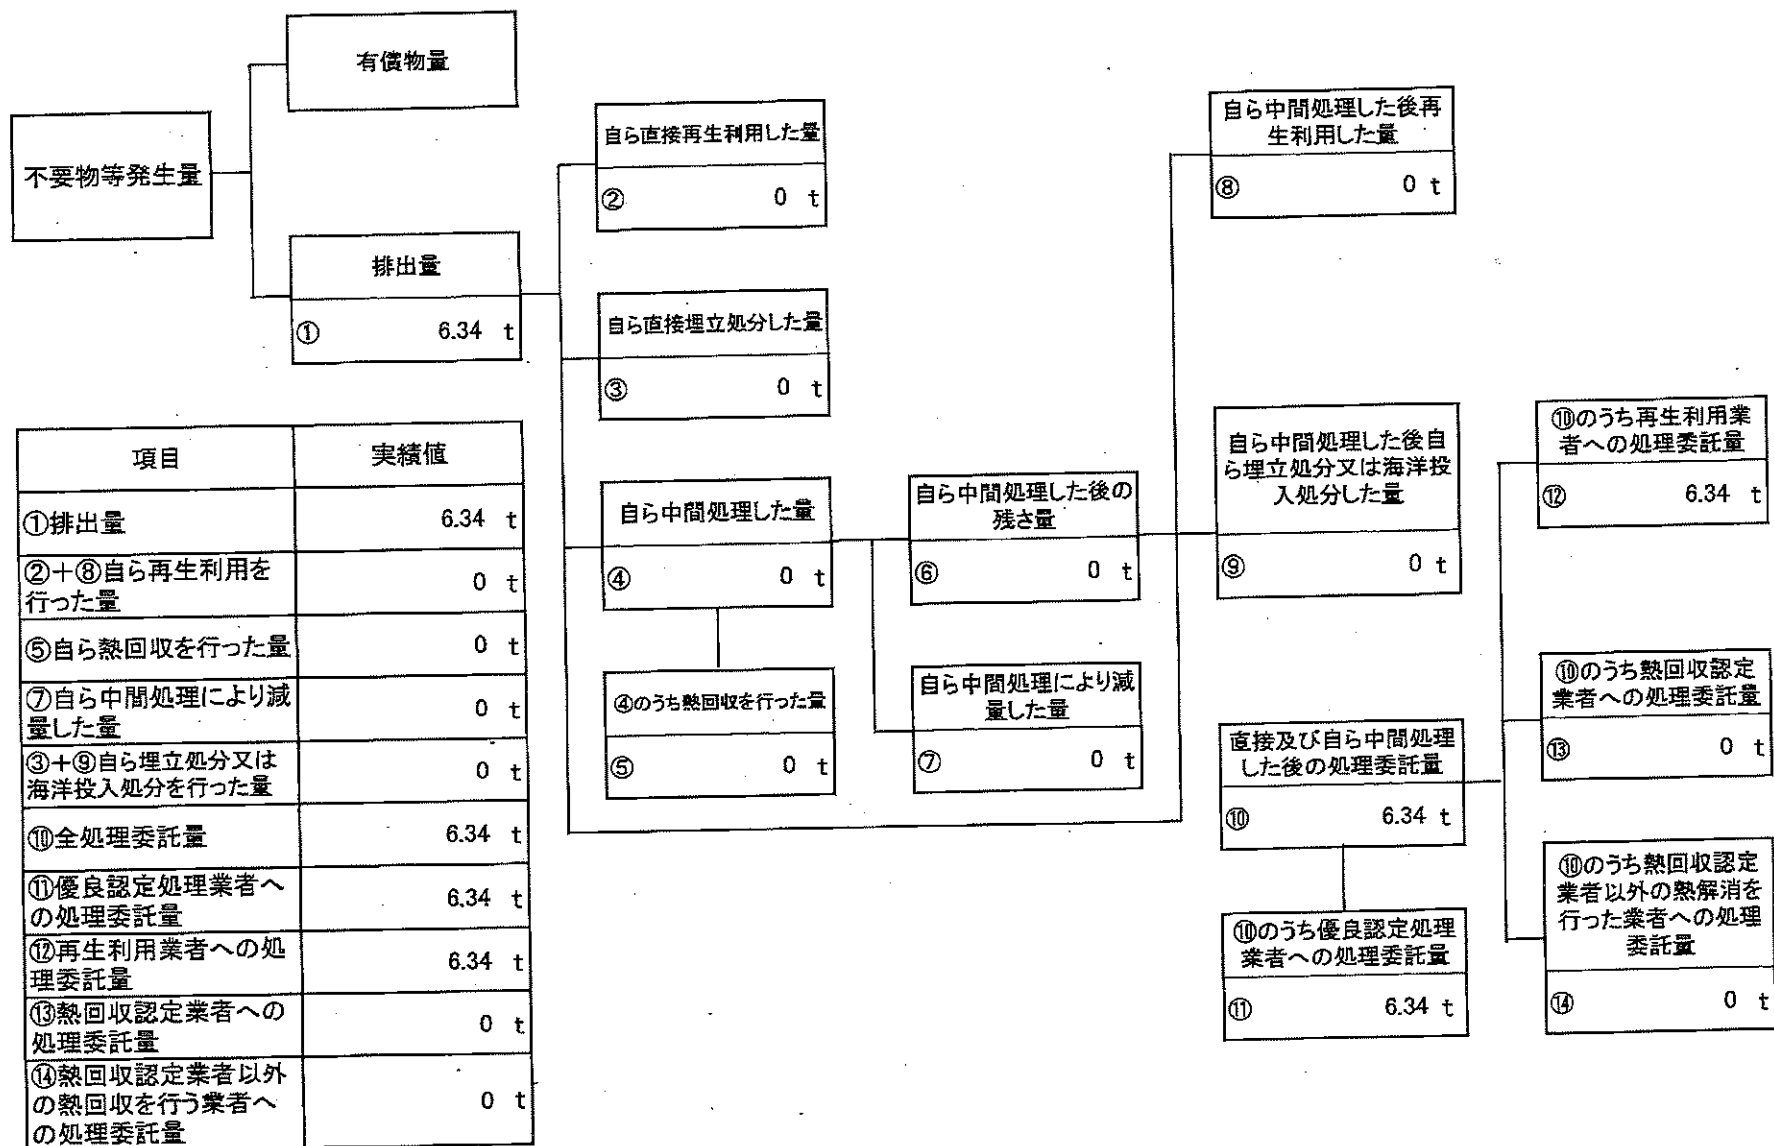 有償物量
不要物等発生量
排出量
① 6.34 t
自ら直接再生利用した量
② 0 t
自ら直接埋立処分した量
③ 0 t
自ら中間処理した量
④ 0 t
④のうち熱回収を行った量
⑤ 0 t
自ら中間処理した後の
残さ量
⑥ 0 t
自ら中間処理により減
量した量
⑦ 0 t
自ら中間処理した後再
生利用した量
⑧ 0 t
自ら中間処理した後自
ら埋立処分又は海洋投
入処分した量
⑨ 0 t
直接及び自ら中間処理
した後の処理委託量
⑩ 6.34 t
⑩のうち優良認定処理
業者への処理委託量
⑪ 6.34 t
⑩のうち再生利用業
者への処理委託量
⑫ 6.34 t
⑩のうち熱回収認定
業者への処理委託量
⑬ 0 t
⑩のうち熱回収認定
業者以外の熱解消を
行った業者への処理
委託量
⑭ 0 t
項目 実績値
①排出量 6.34 t
②+⑧自ら再生利用を
行った量 0 t
⑤自ら熱回収を行った量 0 t
⑦自ら中間処理により減
量した量 0 t
③+⑨自ら埋立処分又は
海洋投入処分を行った量 0 t
⑩全処理委託量 6.34 t
⑪優良認定処理業者へ
の処理委託量 6.34 t
⑫再生利用業者への処
理委託量 6.34 t
⑬熱回収認定業者への
処理委託量 0 t
⑭熱回収認定業者以外
の熱回収を行う業者へ
の処理委託量 0 t